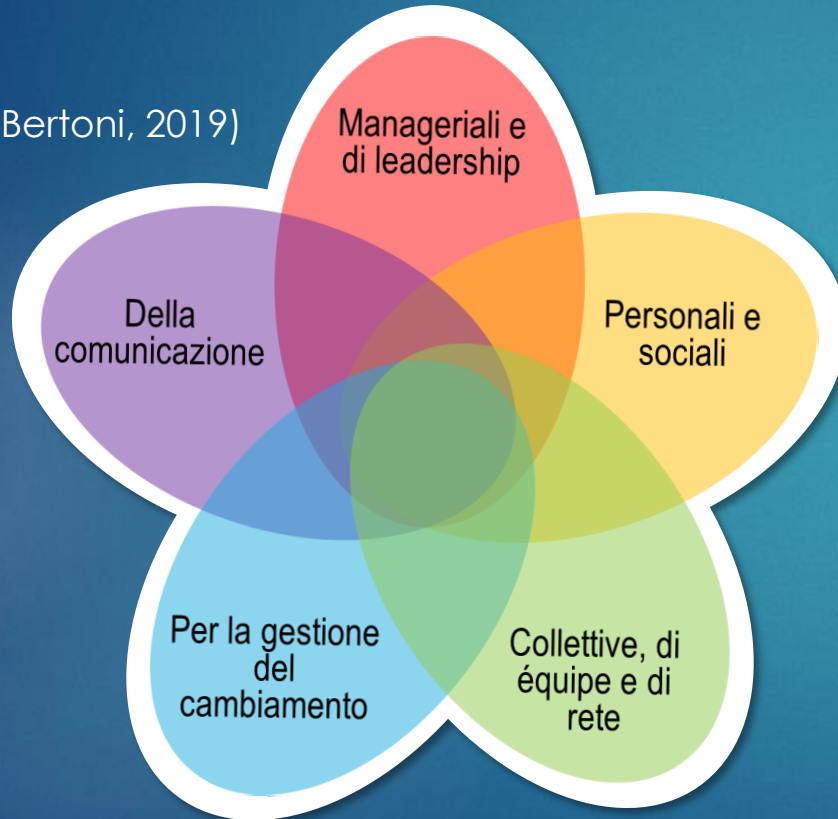 Bertoni, 2019)
Manageriali e
di leadership
Della
comunicazione
Personali e
sociali
Per la gestione
del
cambiamento
Collettive, di
équipe e di
rete